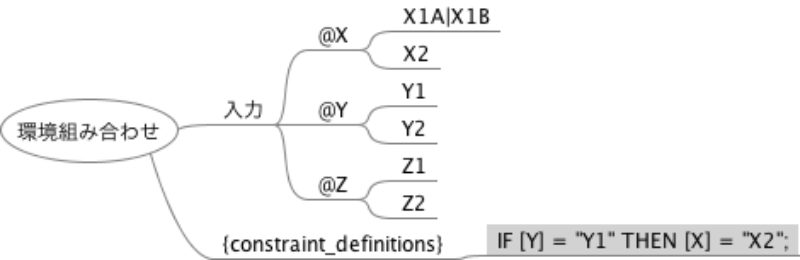 環境組み合わせ
入力
@X
X1A|X1B
X2
@Y
Y1
Y2
@Z
Z1
Z2
{constraint_definitions}
IF [Y] = "Y1" THEN [X] = "X2";